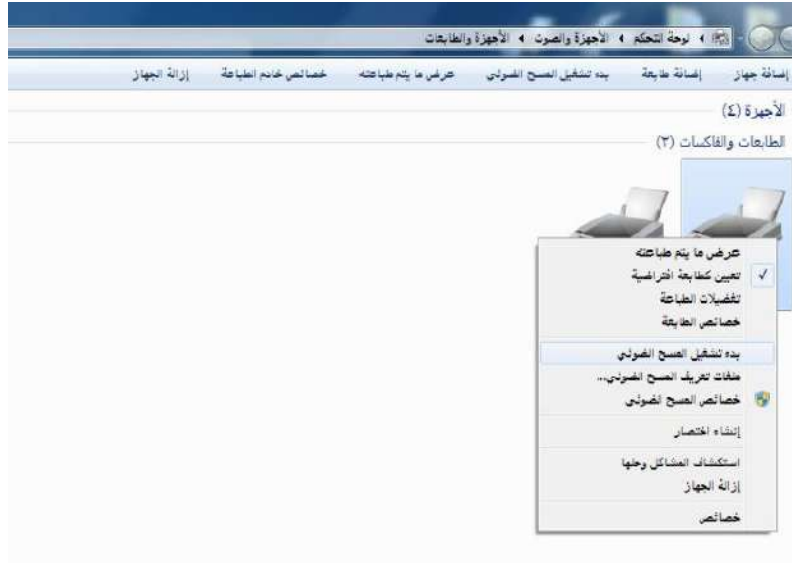 لوحة التحكم ◂ الأجهزة والصوت ◂ الأجهزة والطابعات
إضافة جهاز إضافة طابعة بدء تشغيل المسح الضوئي عرض ما يتم طباعته خصائص خادم الطباعة إزالة الجهاز
الأجهزة (٤)
الطابعات والفاكسات (٣)
عرض ما يتم طباعته
تعيين كطابعة افتراضية
تفضيلات الطباعة
خصائص الطابعة
بدء تشغيل المسح الضوئي
ملفات تعريف المسح الضوئي...
خصائص المسح الضوئي
إنشاء اختصار
استكشاف المشاكل وحلها
إزالة الجهاز
خصائص